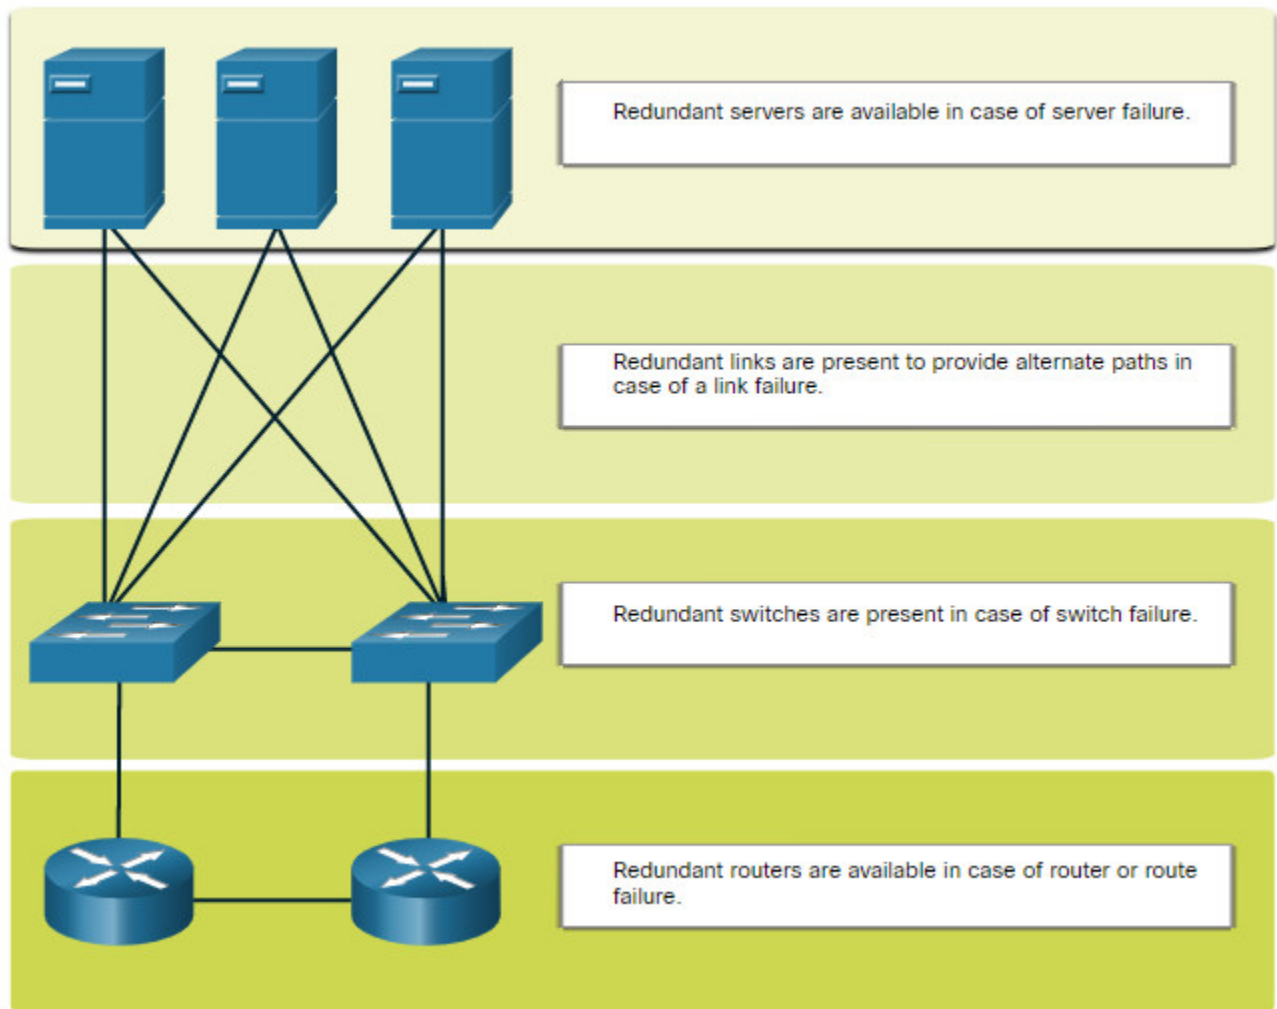 Redundant servers are available in case of server failure.
Redundant links are present to provide alternate paths in
case of a link failure.
Redundant switches are present in case of switch failure.
Redundant routers are available in case of router or route
failure.